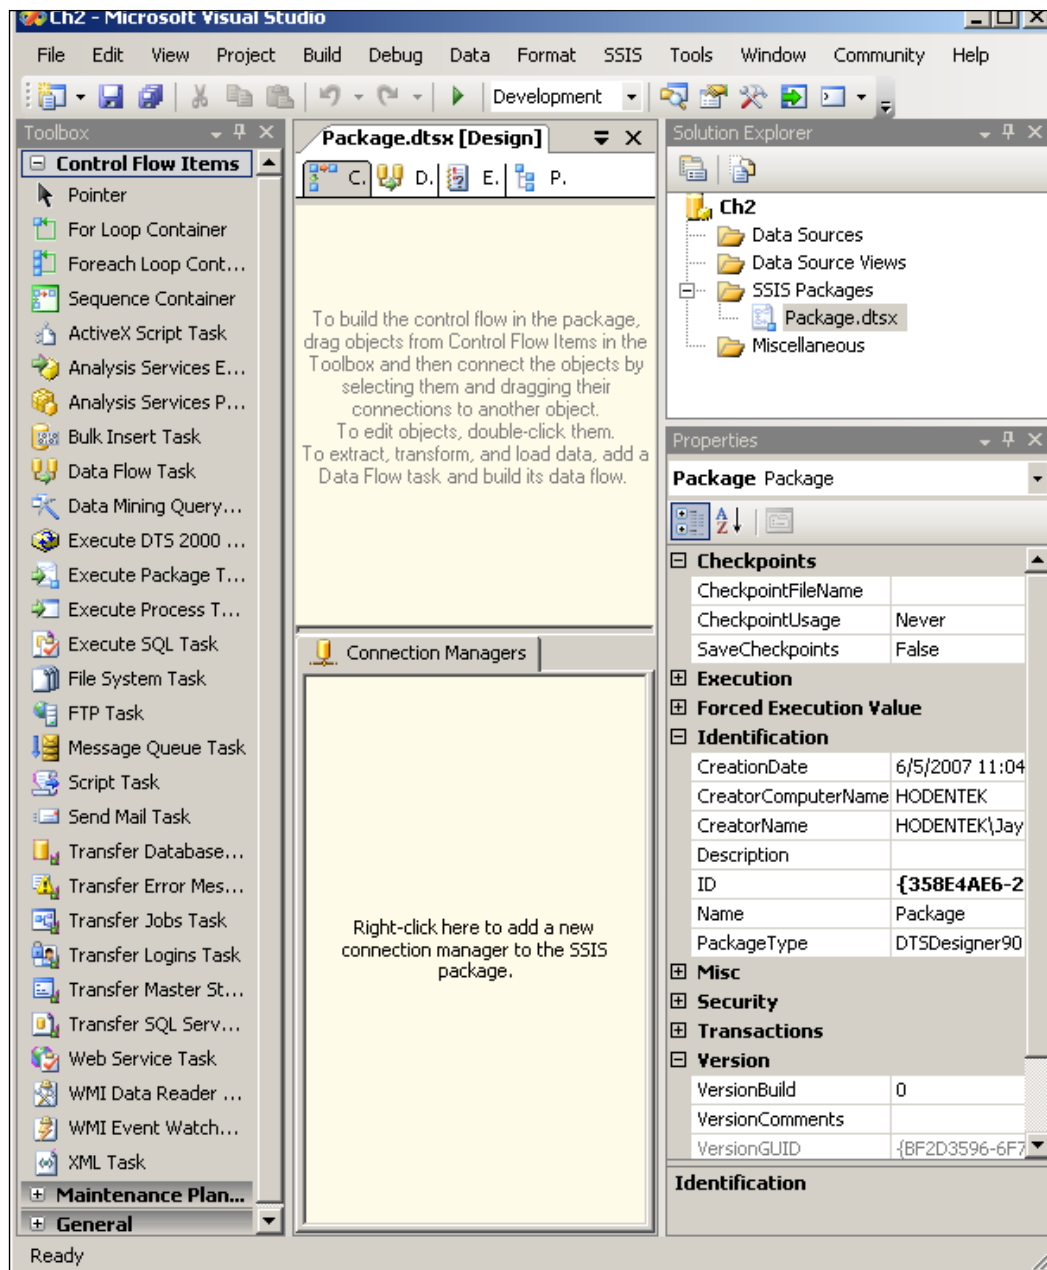 Ch2 - Microsoft Visual Studio
File Edit View Project Build Debug Data Format SSIS Tools Window Community Help
Development
Toolbox
Control Flow Items
Pointer
For Loop Container
Foreach Loop Cont...
Sequence Container
ActiveX Script Task
Analysis Services E...
Analysis Services P...
Bulk Insert Task
Data Flow Task
Data Mining Query...
Execute DTS 2000 ...
Execute Package T...
Execute Process T...
Execute SQL Task
File System Task
FTP Task
Message Queue Task
Script Task
Send Mail Task
Transfer Database...
Transfer Error Mes...
Transfer Jobs Task
Transfer Logins Task
Transfer Master St...
Transfer SQL Serv...
Web Service Task
WMI Data Reader ...
WMI Event Watch...
XML Task
Maintenance Plan...
General
Package.dtsx [Design]
C. D. E. P.
To build the control flow in the package,
drag objects from Control Flow Items in the
Toolbox and then connect the objects by
selecting them and dragging their
connections to another object.
To edit objects, double-click them.
To extract, transform, and load data, add a
Data Flow task and build its data flow.
Connection Managers
Right-click here to add a new
connection manager to the SSIS
package.
Solution Explorer
Ch2
Data Sources
Data Source Views
SSIS Packages
Package.dtsx
Miscellaneous
Properties
Package Package
Checkpoints
CheckpointFileName
CheckpointUsage Never
SaveCheckpoints False
Execution
Forced Execution Value
Identification
CreationDate 6/5/2007 11:04
CreatorComputerName HODENTEK
CreatorName HODENTEK\Jay
Description
ID {358E4AE6-2
Name Package
PackageType DTSDesigner90
Misc
Security
Transactions
Version
VersionBuild 0
VersionComments
VersionGUID {BF2D3596-6F7
Identification
Ready